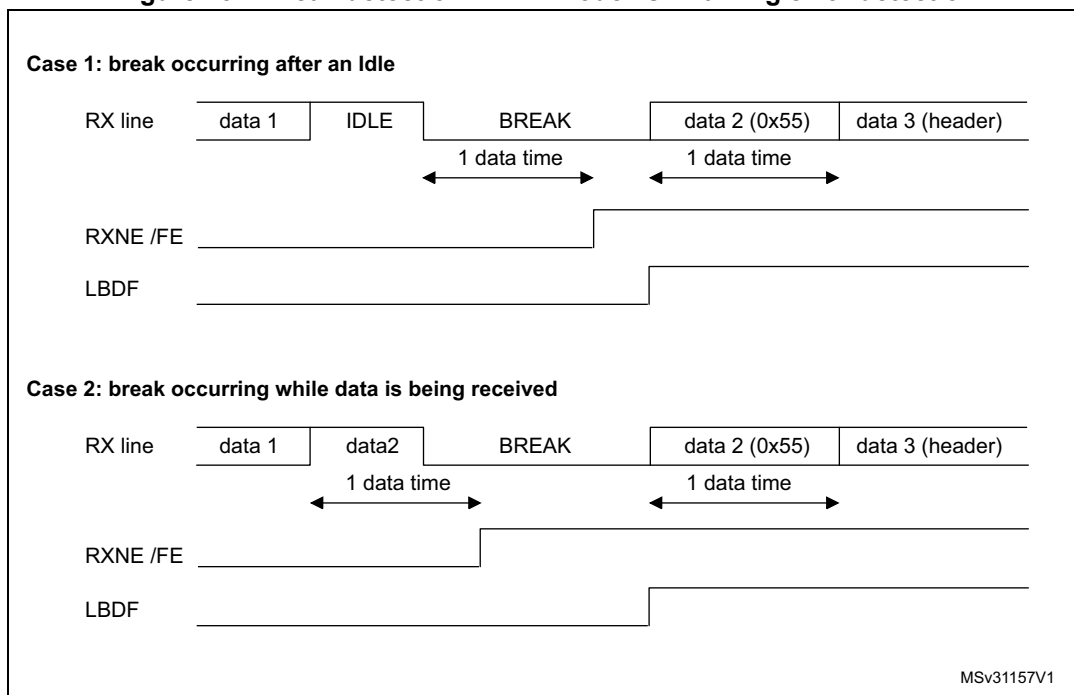 Case 1: break occurring after an Idle
RX line data 1 IDLE BREAK data 2 (0x55) data 3 (header)
1 data time 1 data time
RXNE /FE
LBDF
Case 2: break occurring while data is being received
RX line data 1 data2 BREAK data 2 (0x55) data 3 (header)
1 data time 1 data time
RXNE /FE
LBDF
MSv31157V1